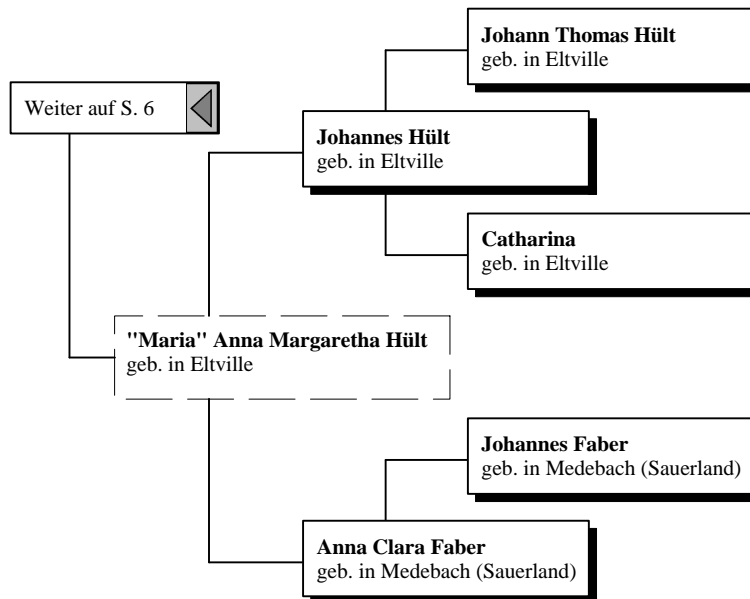 Johann Thomas Hült
geb. in Eltville
Weiter auf S. 6
Johannes Hült
geb. in Eltville
Catharina
geb. in Eltville
"Maria" Anna Margaretha Hült
geb. in Eltville
Johannes Faber
geb. in Medebach (Sauerland)
Anna Clara Faber
geb. in Medebach (Sauerland)